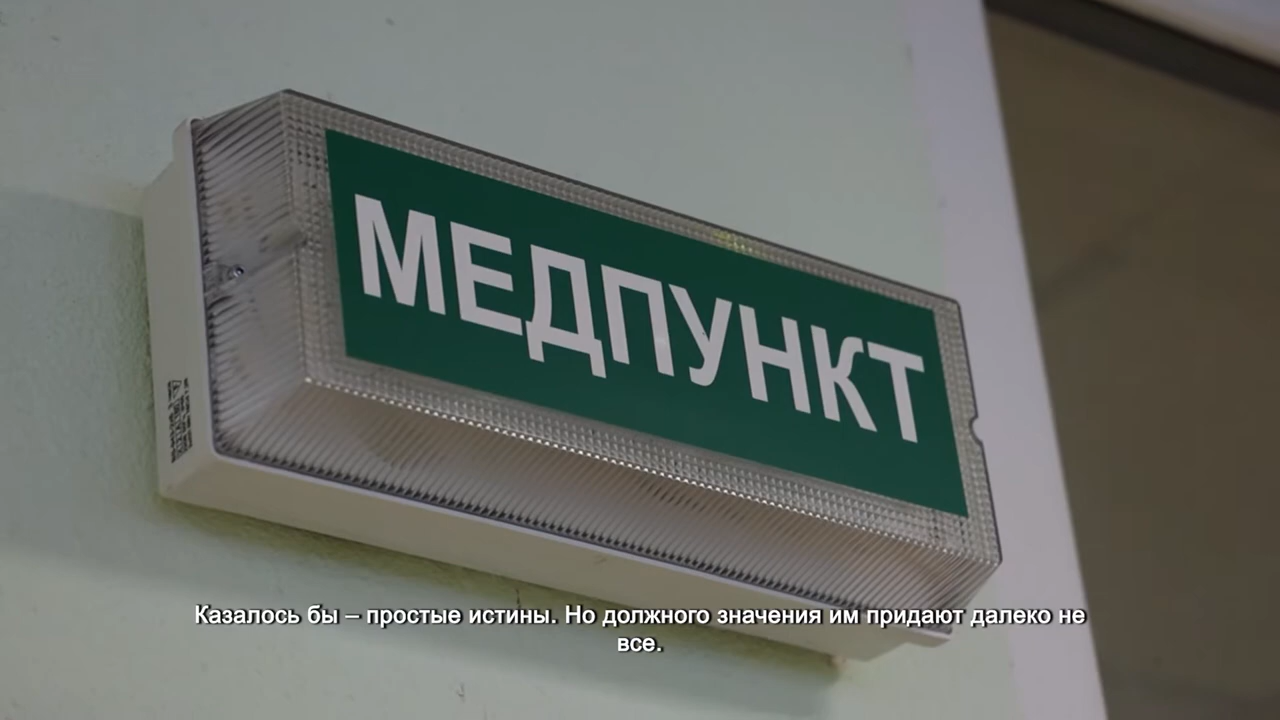 МЕДПУНКТ
Казалось бы – простые истины. Но должного значения им придают далеко не
все.